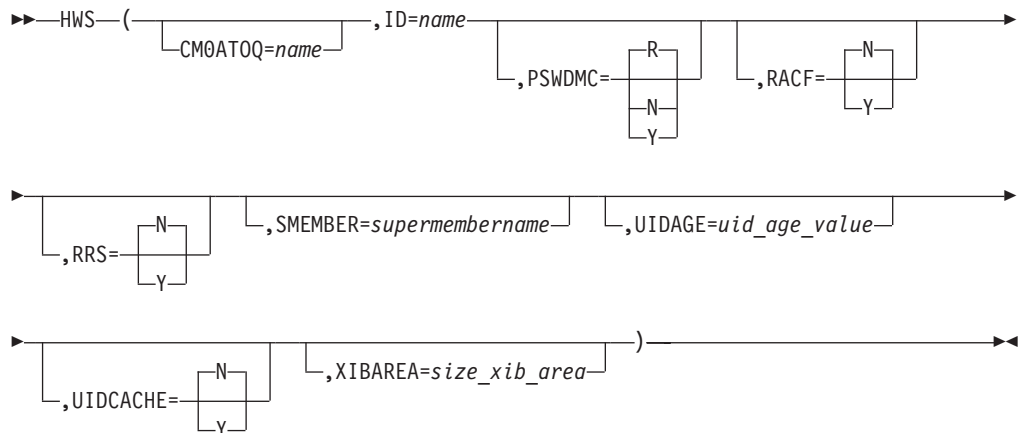 HWS ( ,ID=name
CM0ATOQ=name R N
,PSWDMC= ,RACF=
N Y
Y
N ,SMEMBER=supermembername ,UIDAGE=uid_age_value
,RRS=
Y
)
N ,XIBAREA=size_xib_area
,UIDCACHE=
Y